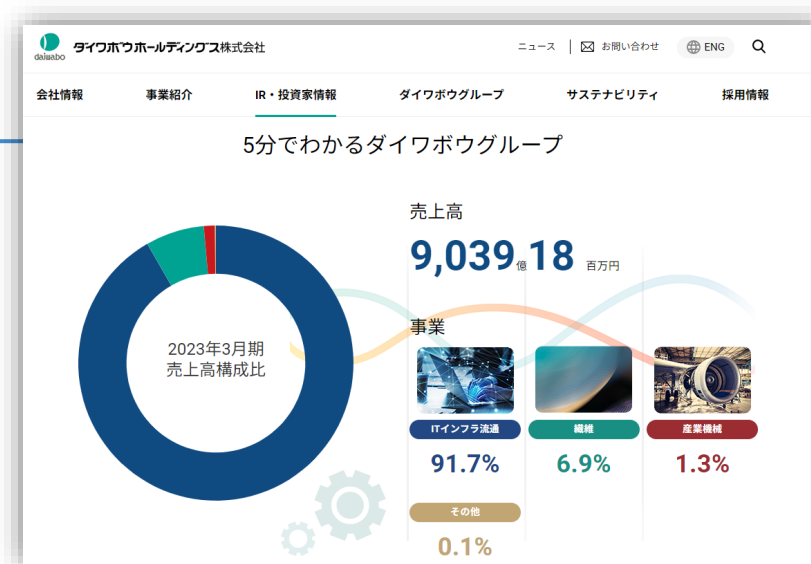 daiwabo
ダイワボウホールディングス株式会社
ニュース
お問い合わせ
ENG
会社情報
事業紹介
IR・投資家情報
ダイワボウグループ
サステナビリティ
採用情報
5分でわかるダイワボウグループ
2023年3月期
売上高構成比
売上高
9,039億18百万円
事業
ITインフラ流通
繊維
産業機械
91.7%
6.9%
1.3%
その他
0.1%